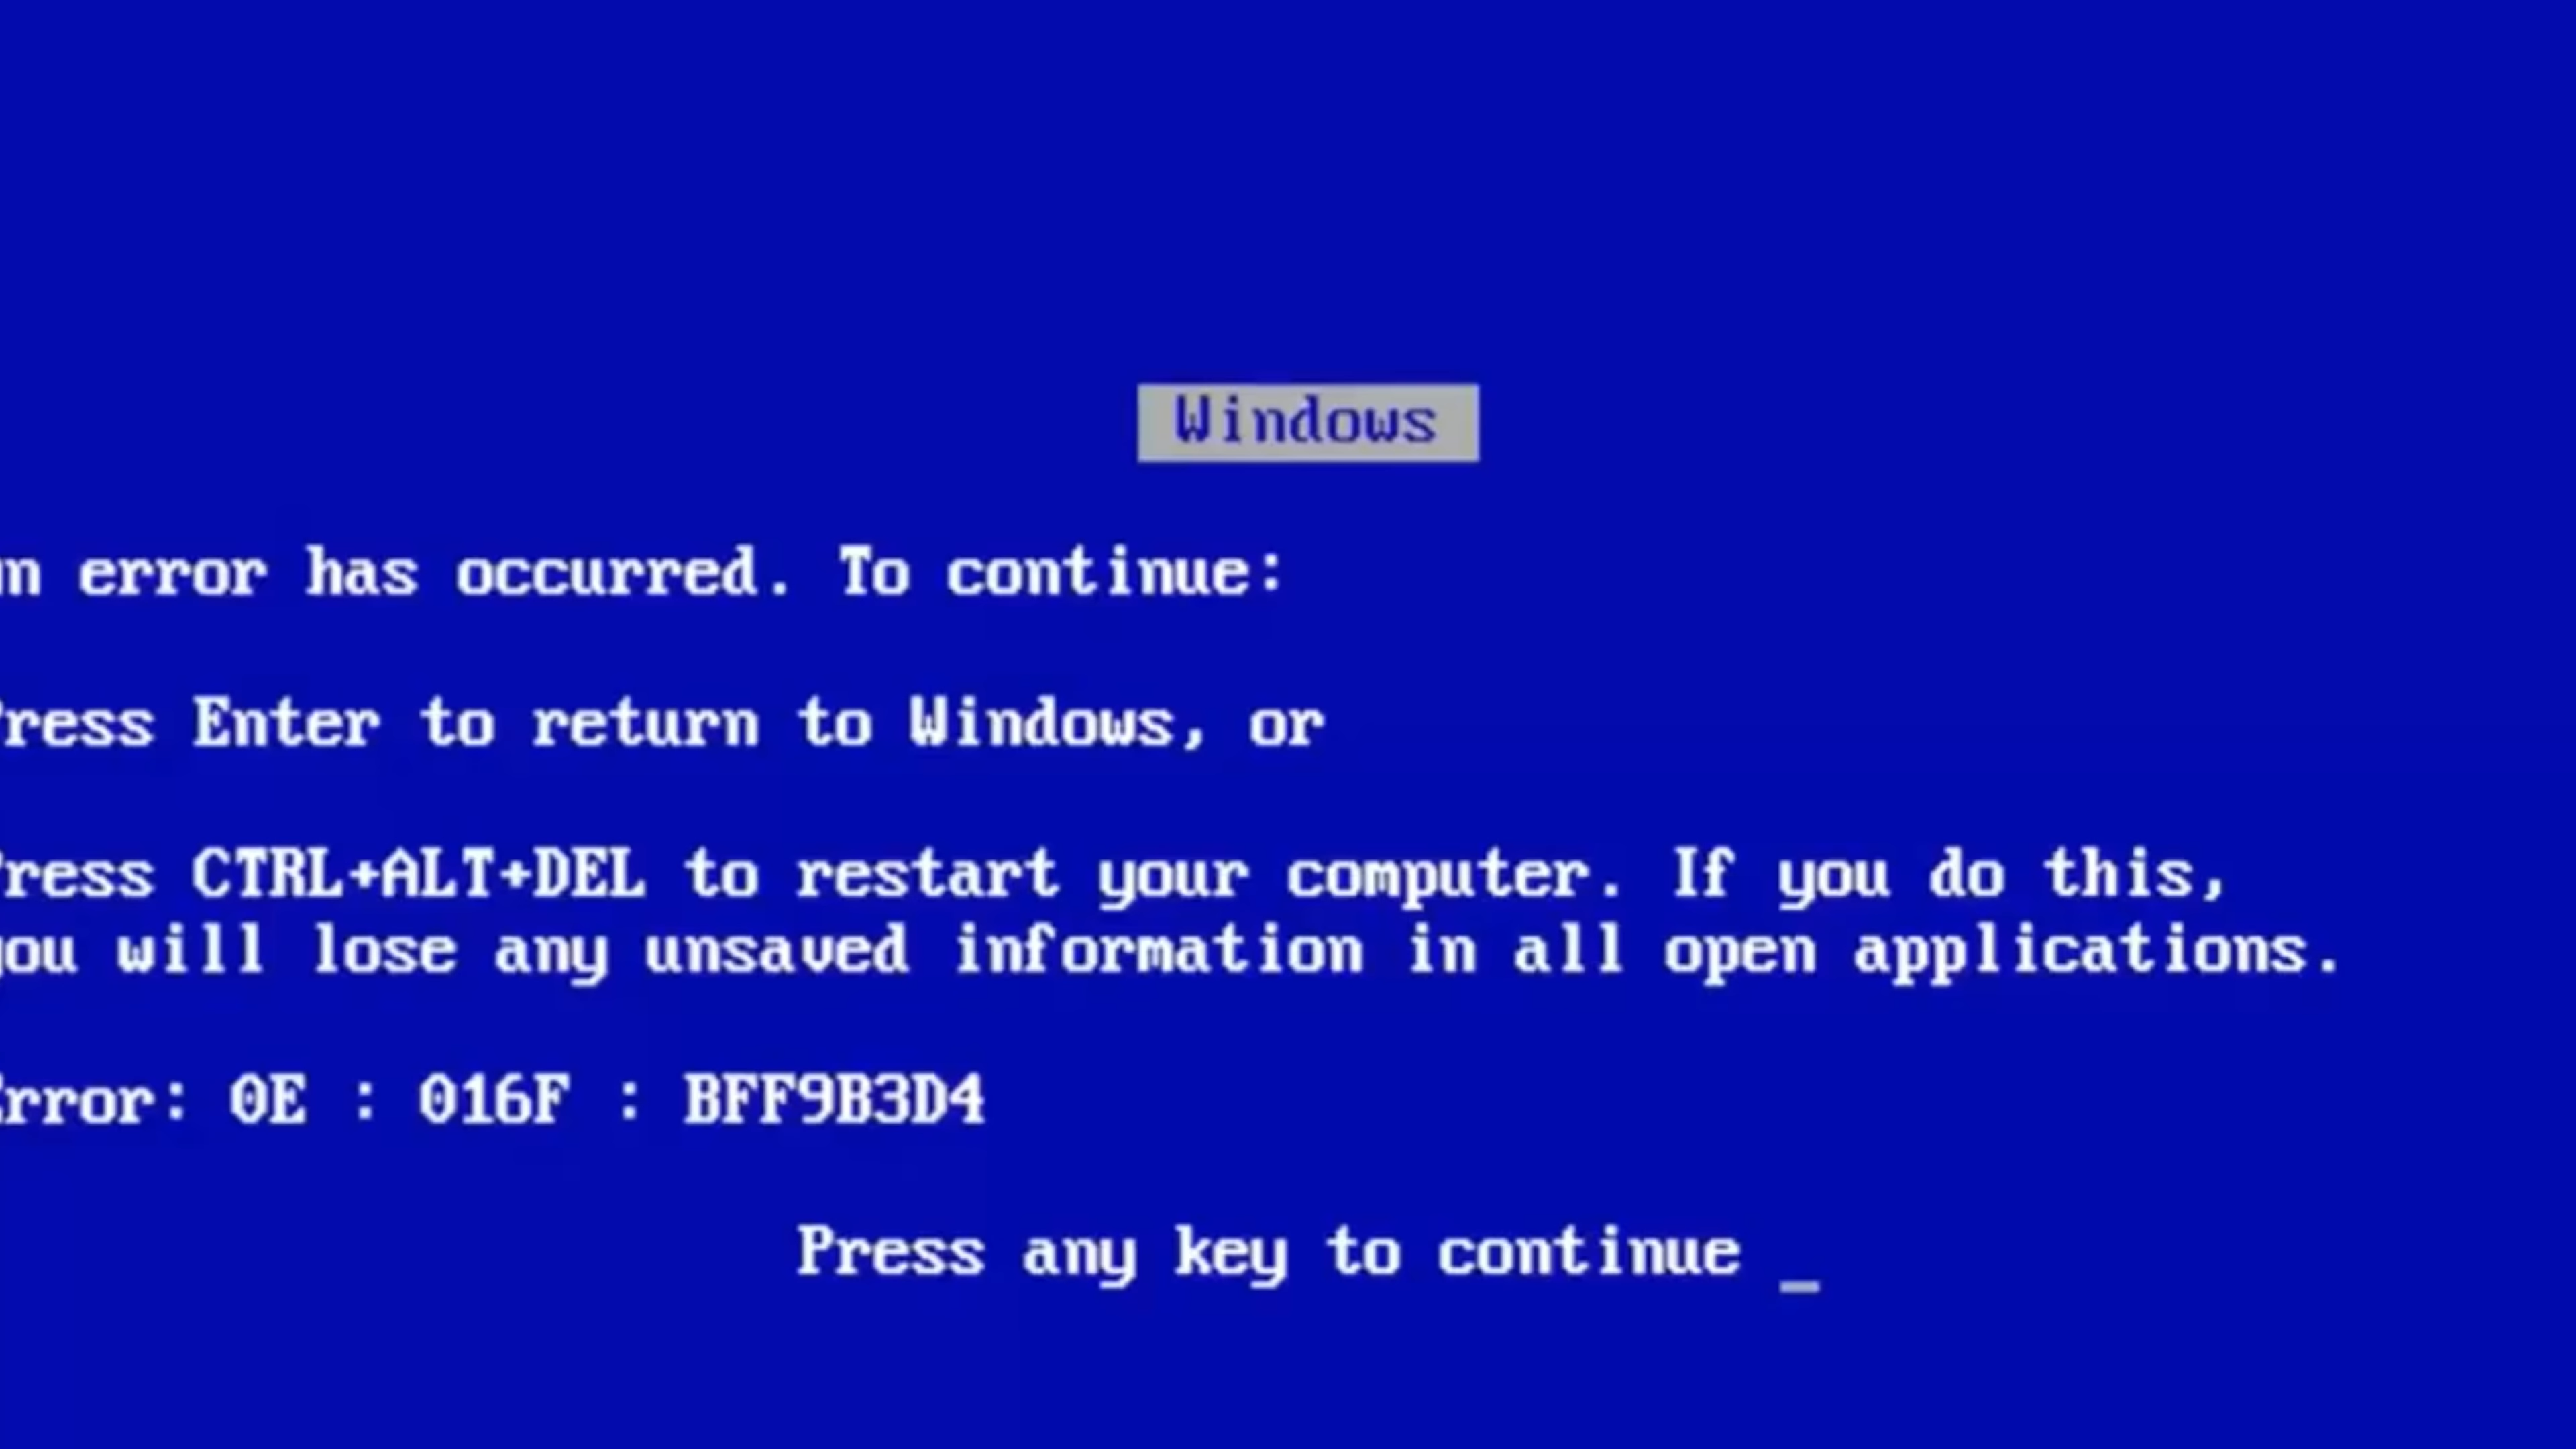 Windows
n error has occurred. To continue:
ress Enter to return to Windows, or
ress CTRL+ALT+DEL to restart your computer. If you do this,
you will lose any unsaved information in all open applications.
rror: 0E : 016F : BFF9B3D4
Press any key to continue _